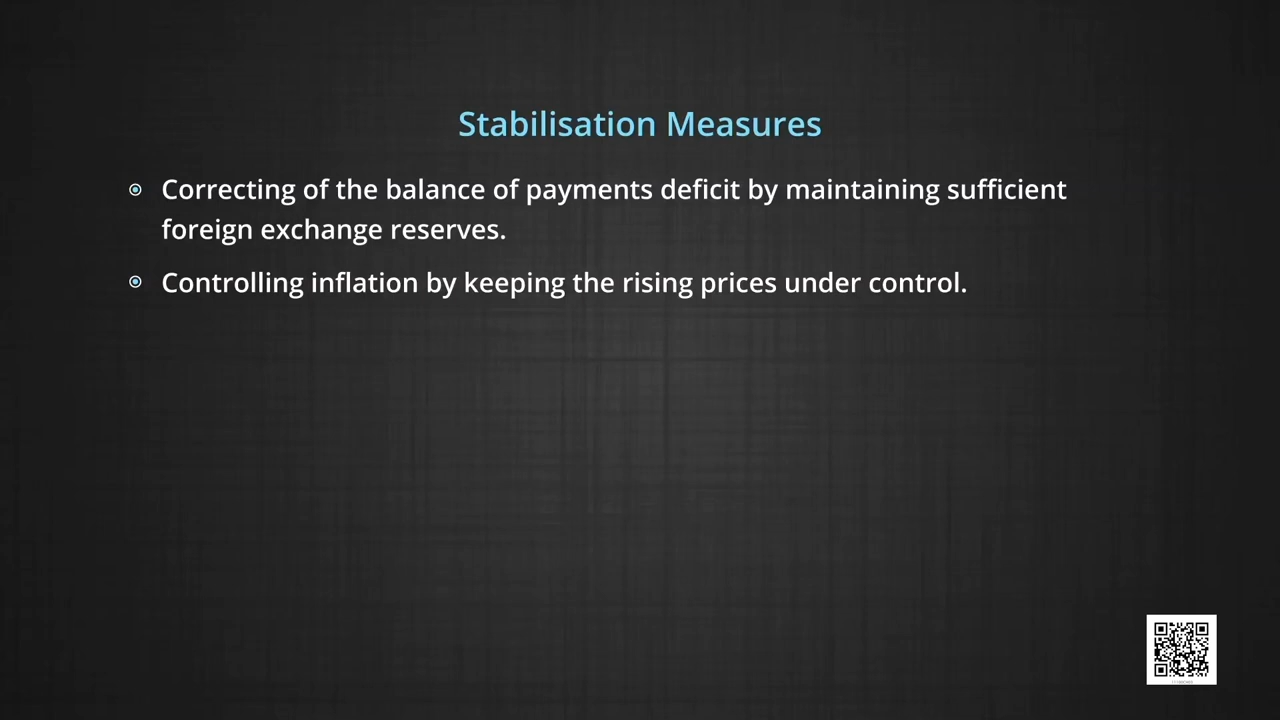 Stabilisation Measures
Correcting of the balance of payments deficit by maintaining sufficient
foreign exchange reserves.
Controlling inflation by keeping the rising prices under control.